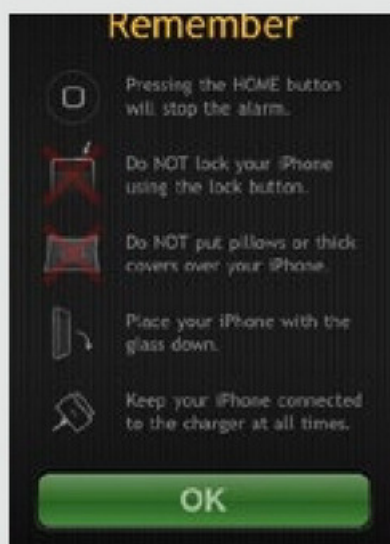 Remember
Pressing the HOME button
will stop the alarm.
Do NOT lock your iPhone
using the lock button.
Do NOT put pillows or thick
covers over your iPhone.
Place your iPhone with the
glass down.
Keep your iPhone connected
to the charger at all times.
OK